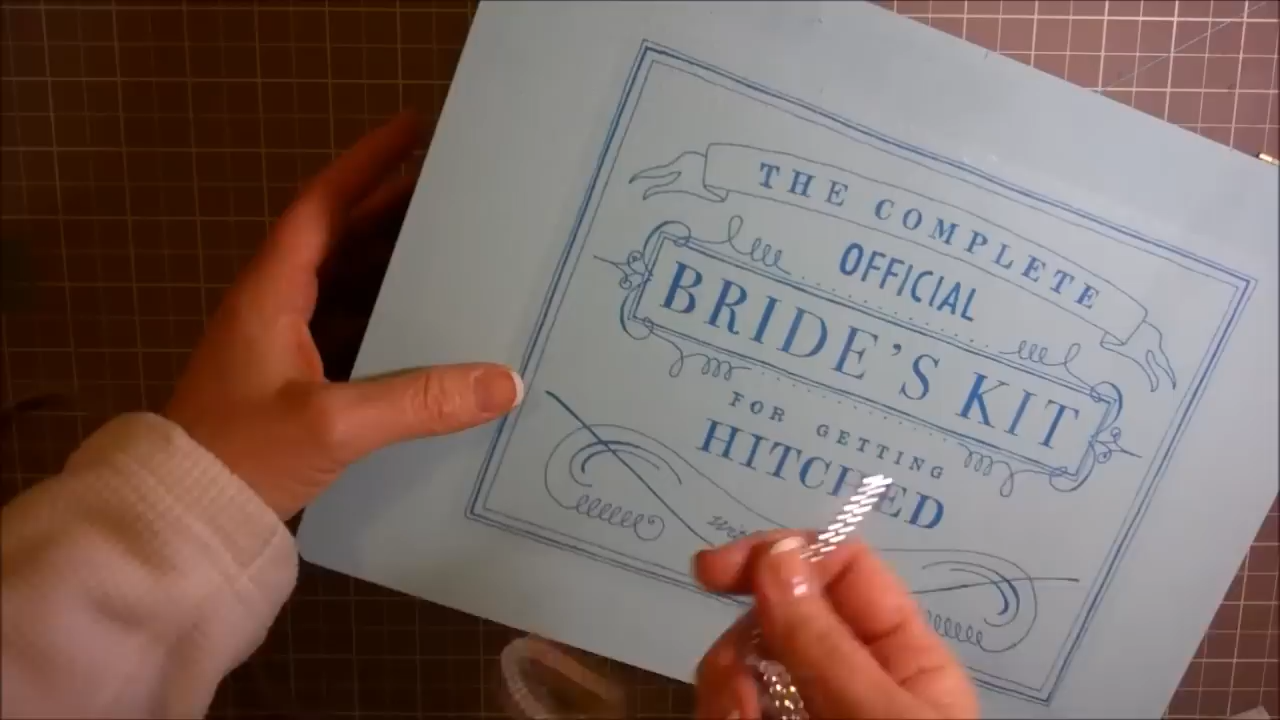 THE COMPLETE
OFFICIAL
BRIDE'S KIT
FOR GETTING
HITCHED